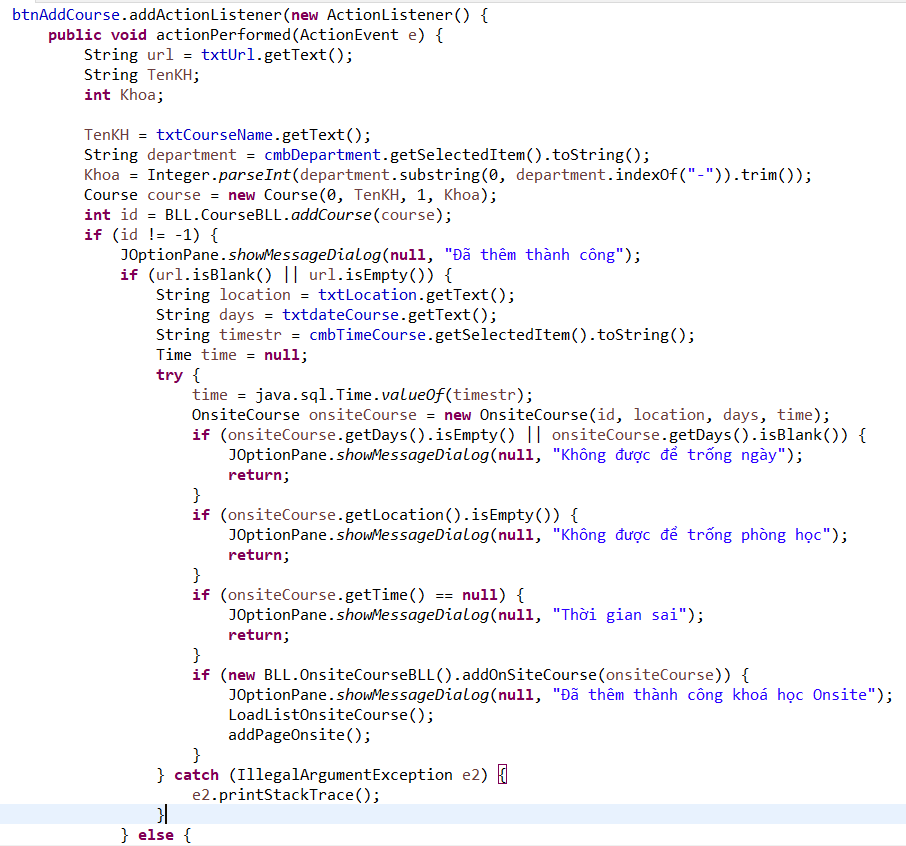 btnAddCourse.addActionListener(new ActionListener() {
public void actionPerformed(ActionEvent e) {
String url = txtUrl.getText();
String TenKH;
int Khoa;
TenKH = txtCourseName.getText();
String department = cmbDepartment.getSelectedItem().toString();
Khoa = Integer.parseInt(department.substring(0, department.indexOf("-")).trim());
Course course = new Course(0, TenKH, 1, Khoa);
int id = BLL.CourseBLL.addCourse(course);
if (id != -1) {
JOptionPane.showMessageDialog(null, "Đã thêm thành công");
if (url.isBlank() || url.isEmpty()) {
String location = txtLocation.getText();
String days = txtdateCourse.getText();
String timestr = cmbTimeCourse.getSelectedItem().toString();
Time time = null;
try {
time = java.sql.Time.valueOf(timestr);
OnsiteCourse onsiteCourse = new OnsiteCourse(id, location, days, time);
if (onsiteCourse.getDays().isEmpty() || onsiteCourse.getDays().isBlank()) {
JOptionPane.showMessageDialog(null, "Không được để trống ngày");
return;
}
if (onsiteCourse.getLocation().isEmpty()) {
JOptionPane.showMessageDialog(null, "Không được để trống phòng học");
return;
}
if (onsiteCourse.getTime() == null) {
JOptionPane.showMessageDialog(null, "Thời gian sai");
return;
}
if (new BLL.OnsiteCourseBLL().addOnSiteCourse(onsiteCourse)) {
JOptionPane.showMessageDialog(null, "Đã thêm thành công khoá học Onsite");
LoadListOnsiteCourse();
addPageOnsite();
}
} catch (IllegalArgumentException e2) {
e2.printStackTrace();
}
} else {